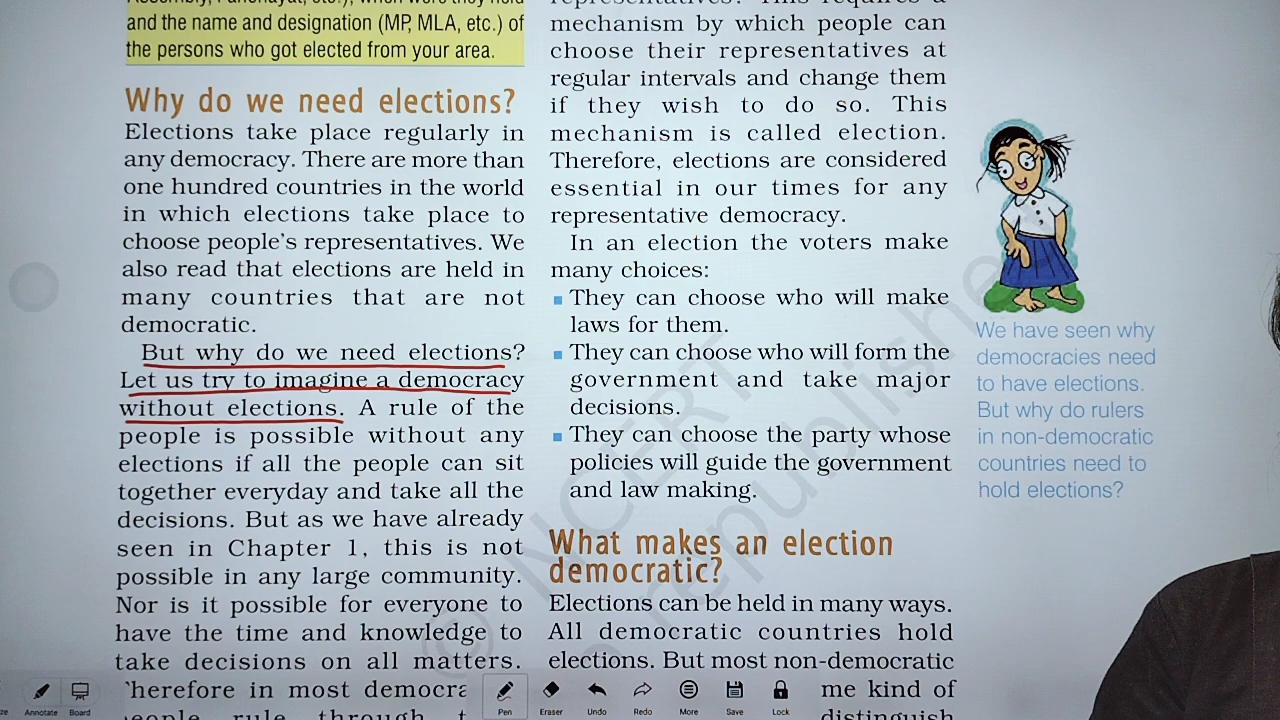 and the name and designation (MP, MLA, etc.) of
the persons who got elected from your area.
Why do we need elections?
Elections take place regularly in
any democracy. There are more than
one hundred countries in the world
in which elections take place to
choose people's representatives. We
also read that elections are held in
many countries that are not
democratic.
But why do we need elections?
Let us try to imagine a democracy
without elections. A rule of the
people is possible without any
elections if all the people can sit
together everyday and take all the
decisions. But as we have already
seen in Chapter 1, this is not
possible in any large community.
Nor is it possible for everyone to
have the time and knowledge to
take decisions on all matters.
herefore in most democra
mechanism by which people can
choose their representatives at
regular intervals and change them
if they wish to do so. This
mechanism is called election.
Therefore, elections are considered
essential in our times for any
representative democracy.
In an election the voters make
many choices:
They can choose who will make
laws for them.
They can choose who will form the
government and take major
decisions.
They can choose the party whose
policies will guide the government
and law making.
What makes an election
democratic?
Elections can be held in many ways.
All democratic countries hold
elections. But most non-democratic
me kind of
distinguish
We have seen why
democracies need
to have elections.
But why do rulers
in non-democratic
countries need to
hold elections?
© NCERT
republishe
Annotate Board Pen Eraser Undo Redo More Save Lock